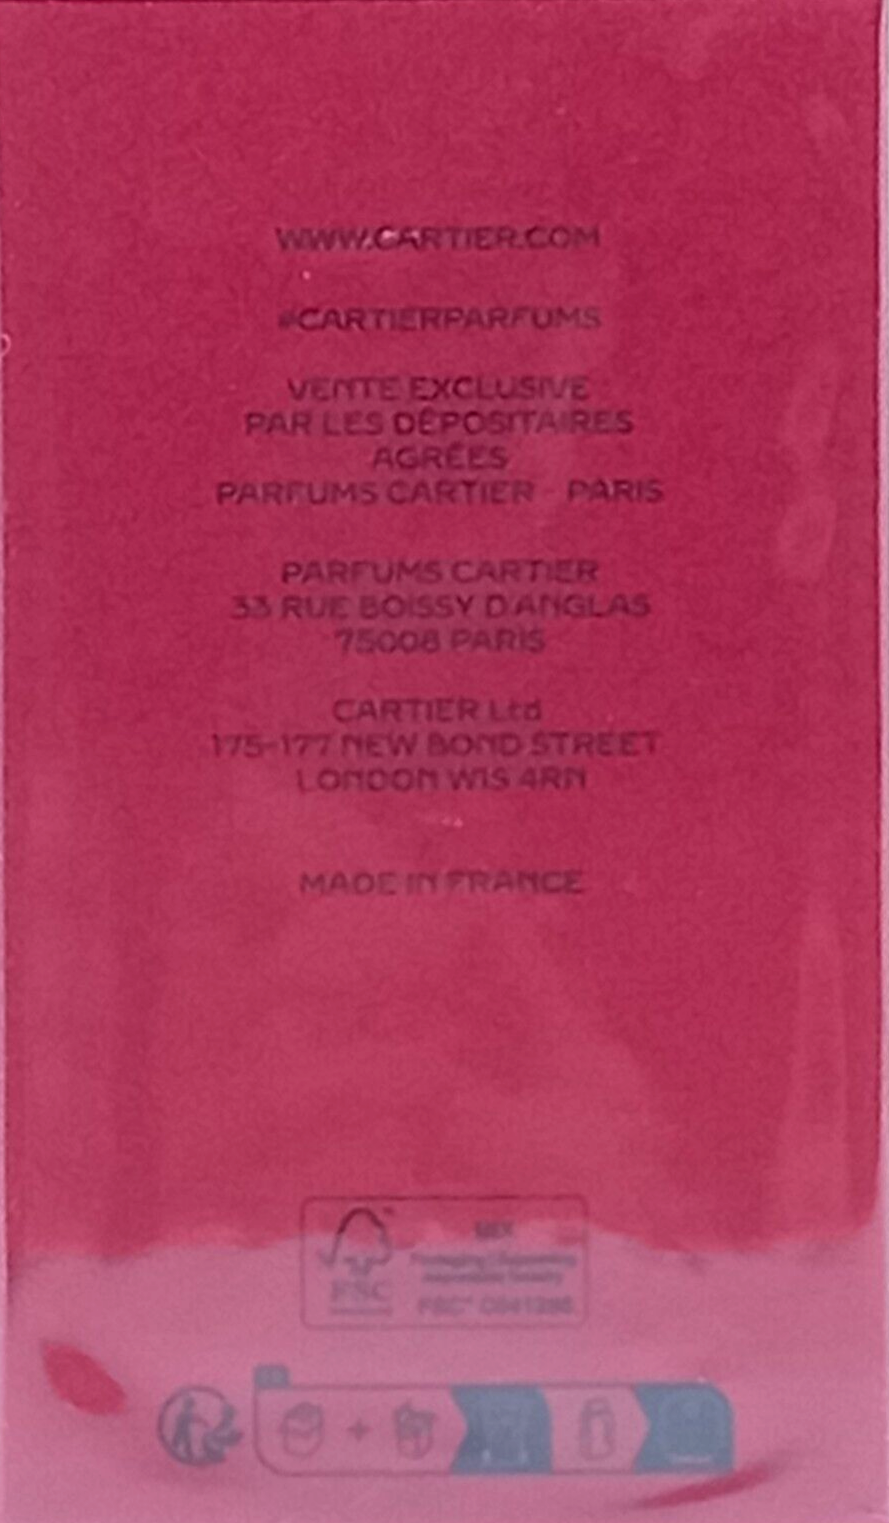 WWW.CARTIER.COM
#CARTIERPARFUMS
VENTE EXCLUSIVE
PAR LES DÉPOSITAIRES
AGRÉES
PARFUMS CARTIER - PARIS
PARFUMS CARTIER
33 RUE BOISSY D'ANGLAS
75008 PARIS
CARTIER Ltd
175-177 NEW BOND STREET
LONDON W1S 4RN
MADE IN FRANCE
MIX
FSC
FR